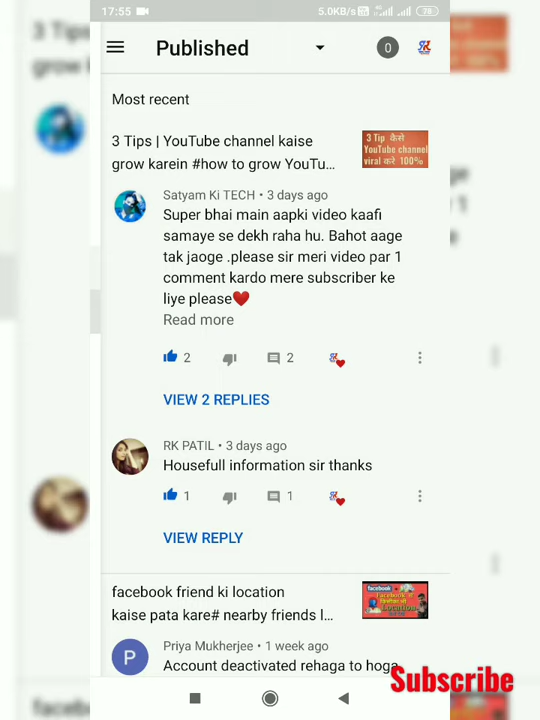 17:55
5.0KB/s
78
Published
0
Most recent
3 Tips | YouTube channel kaise
grow karein #how to grow YouTu...
3 Tip कैसे
YouTube channel
viral करे 100%
Satyam Ki TECH • 3 days ago
Super bhai main aapki video kaafi
samaye se dekh raha hu. Bahot aage
tak jaoge .please sir meri video par 1
comment kardo mere subscriber ke
liye please❤️
Read more
2
2
VIEW 2 REPLIES
RK PATIL • 3 days ago
Housefull information sir thanks
1
1
VIEW REPLY
facebook friend ki location
kaise pata kare# nearby friends l...
facebook
Location
Priya Mukherjee • 1 week ago
P
Account deactivated rehaga to hoga
Subscribe